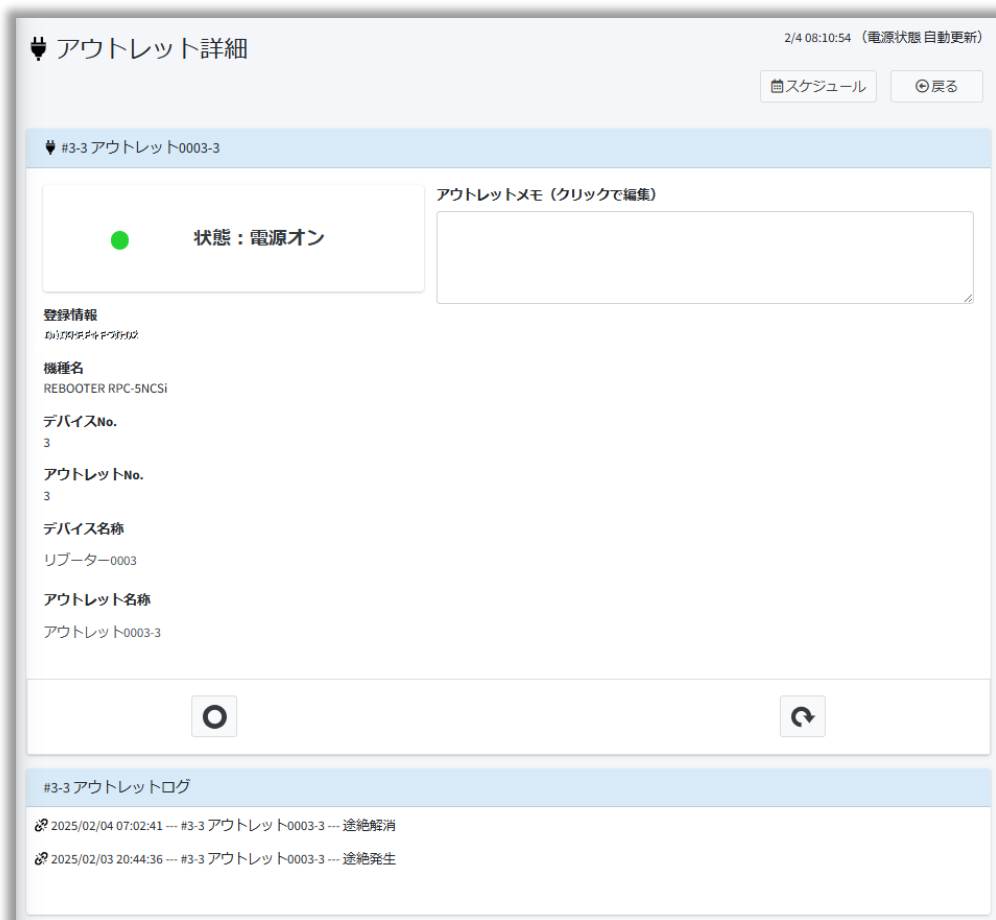 アウトレット詳細
2/4 08:10:54 （電源状態 自動更新）
スケジュール
戻る
#3-3 アウトレット0003-3
状態：電源オン
アウトレットメモ（クリックで編集）
登録情報
機種名
REBOOTER RPC-5NCSi
デバイスNo.
3
アウトレットNo.
3
デバイス名称
リブーター0003
アウトレット名称
アウトレット0003-3
#3-3 アウトレットログ
2025/02/04 07:02:41 --- #3-3 アウトレット0003-3 --- 途絶解消
2025/02/03 20:44:36 --- #3-3 アウトレット0003-3 --- 途絶発生